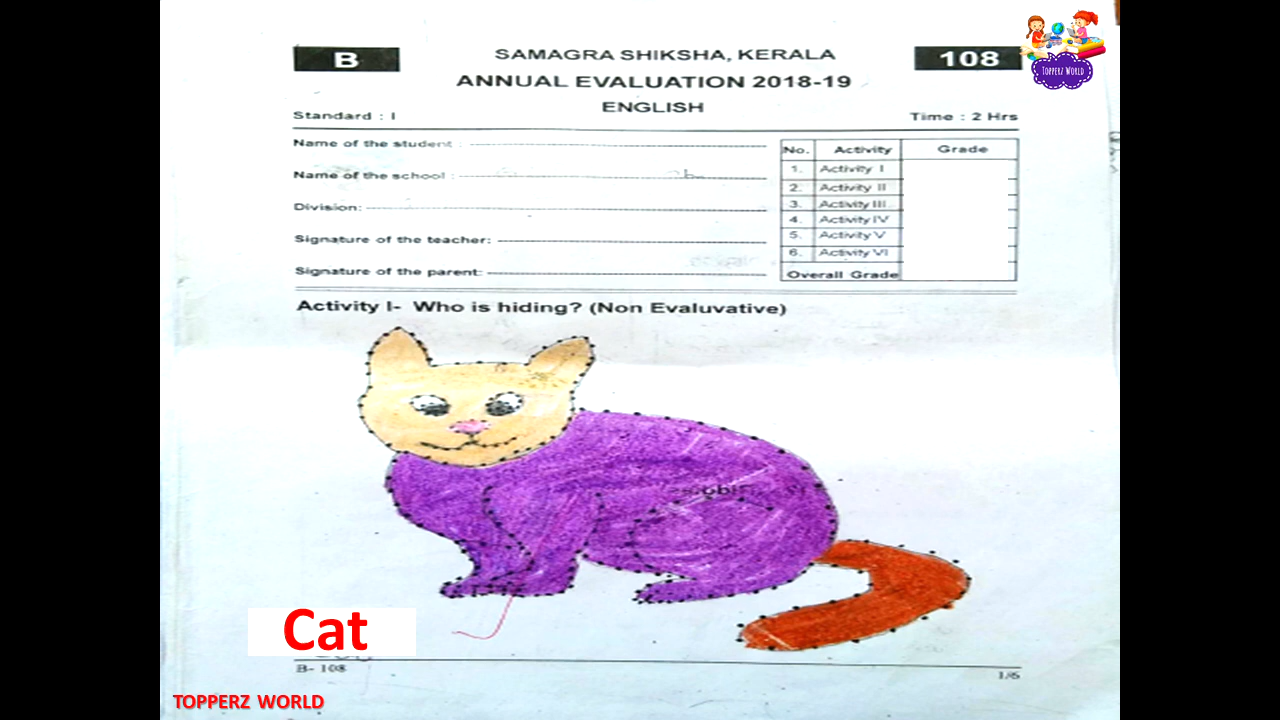 B
SAMAGRA SHIKSHA, KERALA
108
TOPPERZ WORLD
ANNUAL EVALUATION 2018-19
ENGLISH
Standard : I
Time : 2 Hrs
Name of the student :
Name of the school :
Division:
Signature of the teacher:
Signature of the parent:
No. Activity Grade
1. Activity I
2. Activity II
3. Activity III
4. Activity IV
5. Activity V
6. Activity VI
Overall Grade
Activity I- Who is hiding? (Non Evaluvative)
Cat
B- 108
1/6
TOPPERZ WORLD